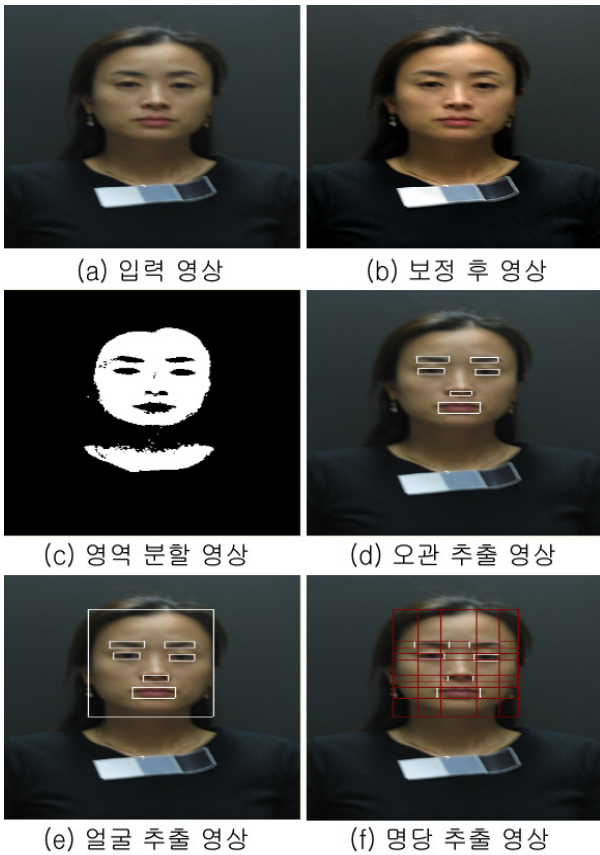 (a) 입력 영상
(b) 보정 후 영상
(c) 영역 분할 영상
(d) 오관 추출 영상
(e) 얼굴 추출 영상
(f) 명당 추출 영상